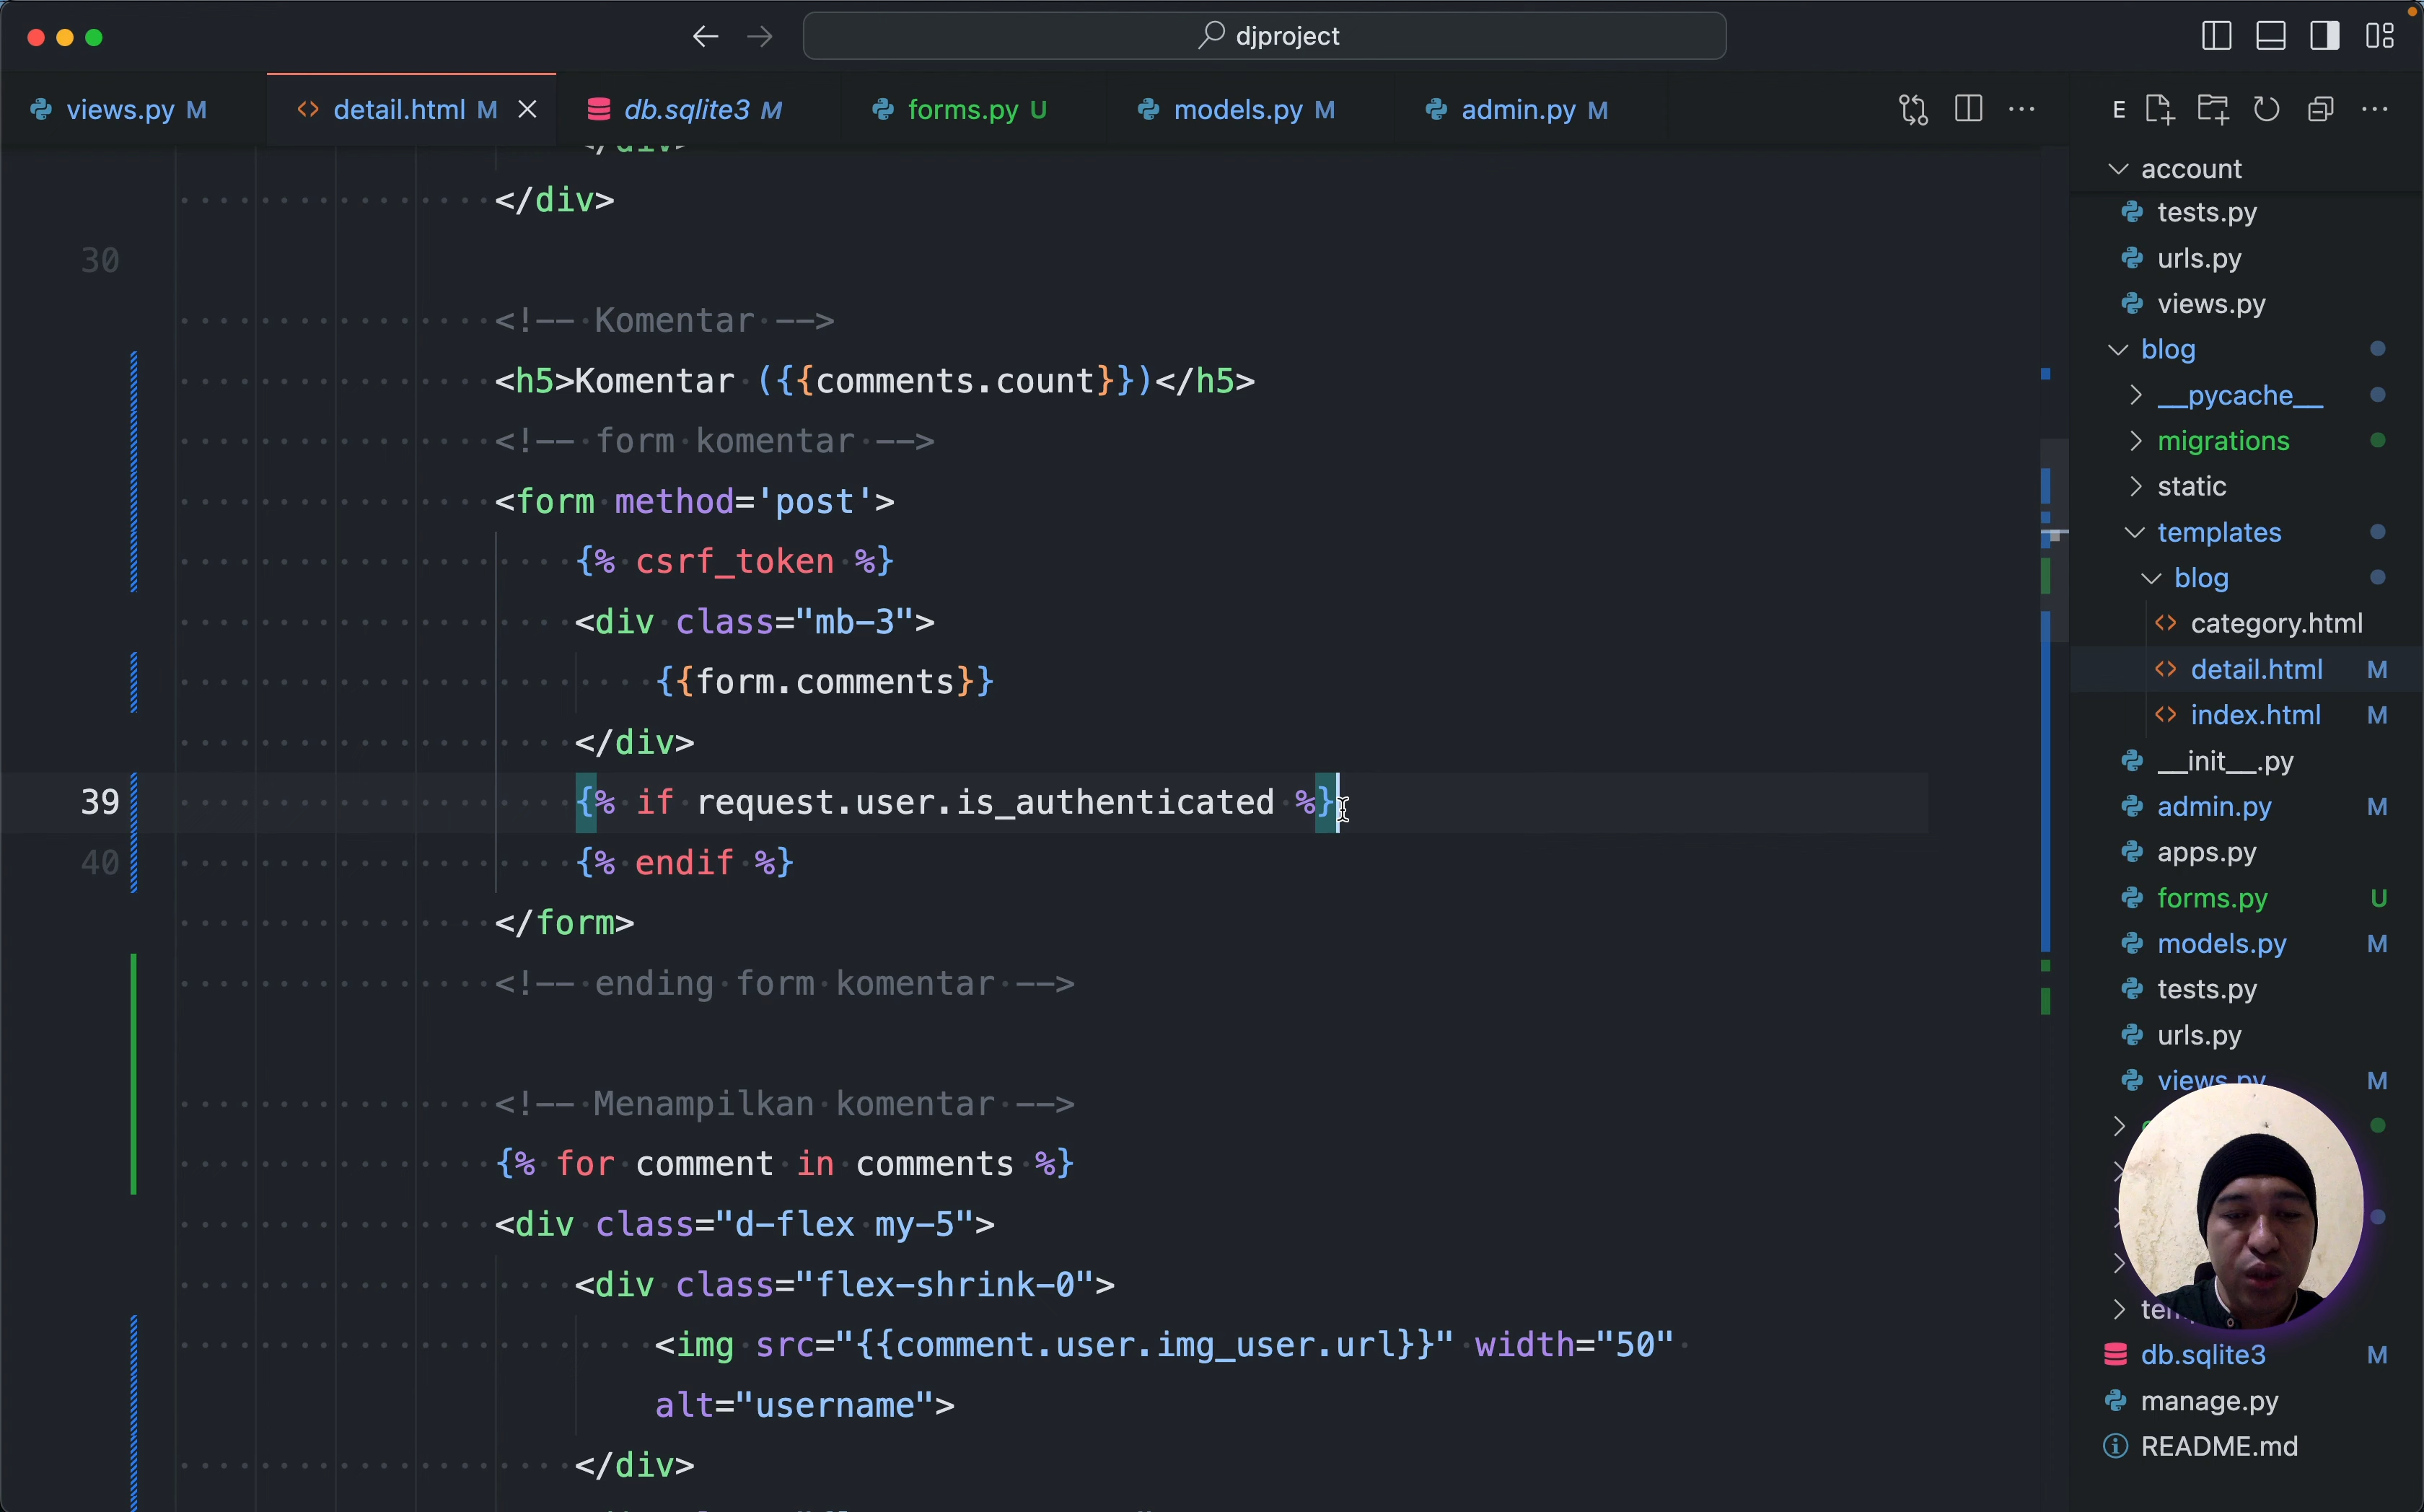 djproject
views.py M
detail.html M
db.sqlite3 M
forms.py U
models.py M
admin.py M
E
</div>
30
<!-- Komentar -->
<h5>Komentar ({{comments.count}})</h5>
<!-- form komentar -->
<form method='post'>
{% csrf_token %}
<div class="mb-3">
{{form.comments}}
</div>
39 {% if request.user.is_authenticated %}
40 {% endif %}
</form>
<!-- ending form komentar -->
<!-- Menampilkan komentar -->
{% for comment in comments %}
<div class="d-flex my-5">
<div class="flex-shrink-0">
<img src="{{comment.user.img_user.url}}" width="50"
alt="username">
</div>
account
tests.py
urls.py
views.py
blog
__pycache__
migrations
static
templates
blog
category.html
detail.html M
index.html M
__init__.py
admin.py M
apps.py
forms.py U
models.py M
tests.py
urls.py
views.py M
db.sqlite3 M
manage.py
README.md